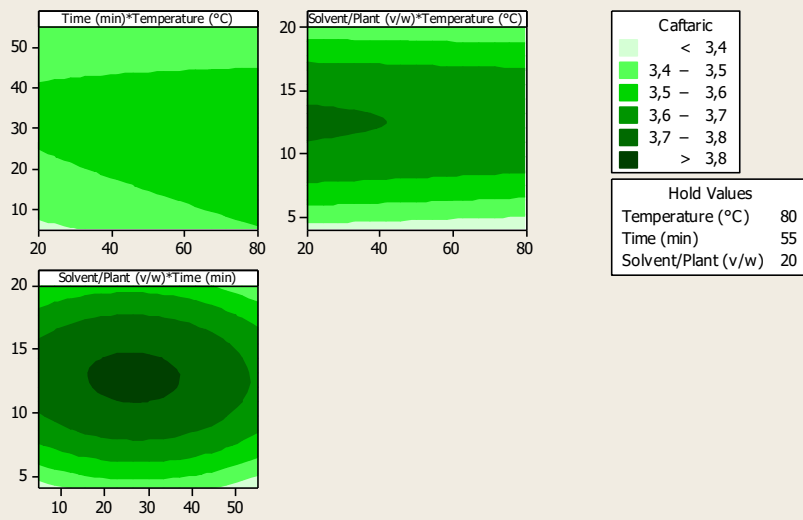 Time (min)*Temperature (°C)
50
40
30
20
10
20 40 60 80
Solvent/Plant (v/w)*Temperature (°C)
20
15
10
5
20 40 60 80
Caftaric
< 3,4
3,4 – 3,5
3,5 – 3,6
3,6 – 3,7
3,7 – 3,8
> 3,8
Hold Values
Temperature (°C) 80
Time (min) 55
Solvent/Plant (v/w) 20
Solvent/Plant (v/w)*Time (min)
20
15
10
5
10 20 30 40 50